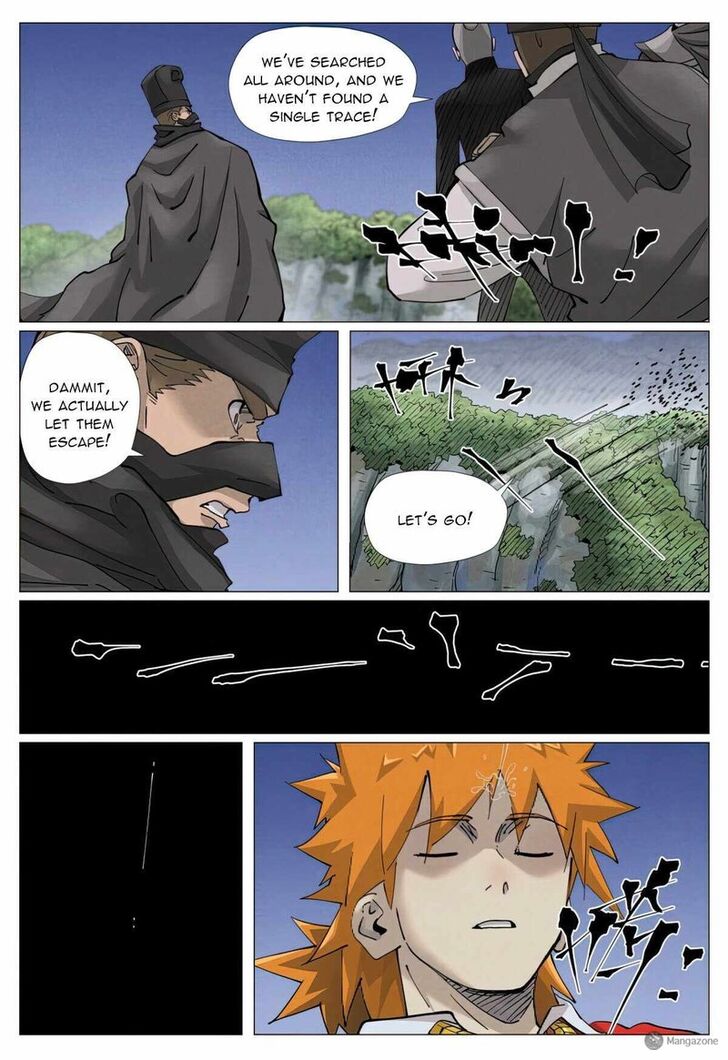 WE'VE SEARCHED
ALL AROUND, AND WE
HAVEN'T FOUND A
SINGLE TRACE!
DAMMIT,
WE ACTUALLY
LET THEM
ESCAPE!
LET'S GO!
Mangazone